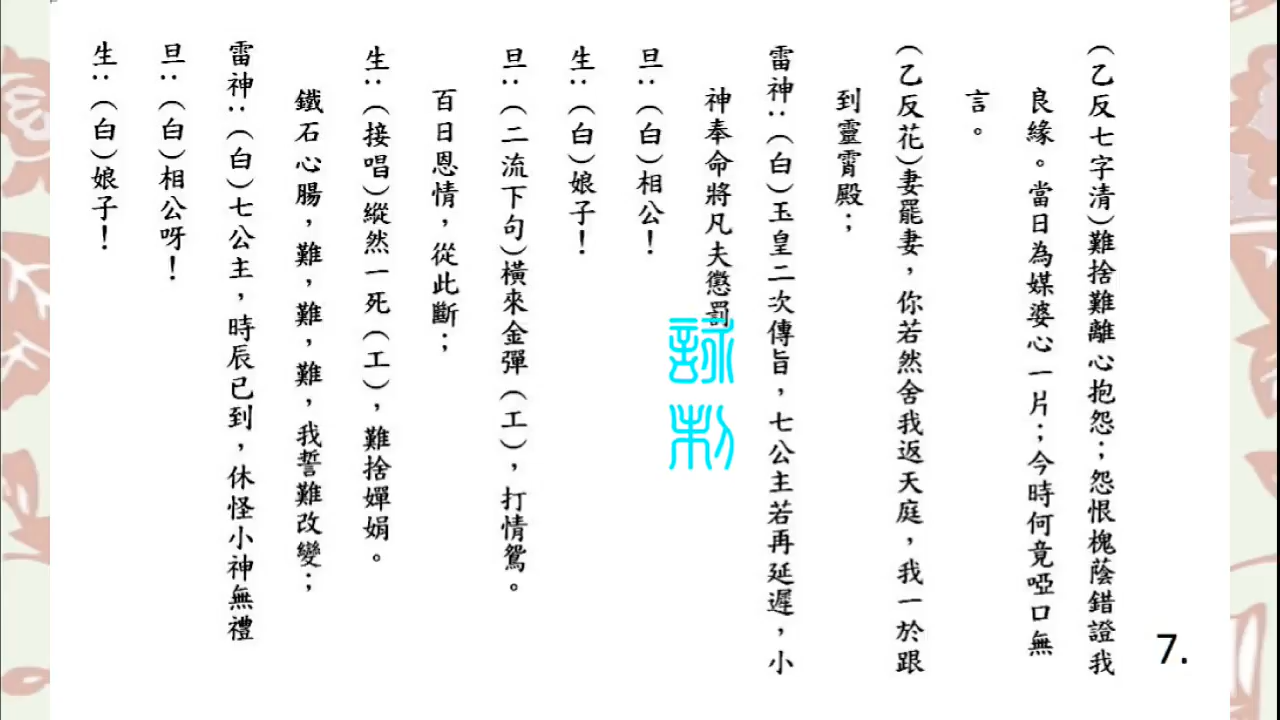 (乙反七字清)難捨難離心抱怨；怨恨槐蔭錯證我
良緣。當日為媒婆心一片；今時何竟啞口無
言。
(乙反花)妻罷妻，你若然舍我返天庭，我一於跟
到靈霄殿；
雷神：(白)玉皇二次傳旨，七公主若再延遲，小
神奉命將凡夫懲罰
旦：(白)相公！
生：(白)娘子！
旦：(二流下句)橫來金彈(工)，打情鴛。
百日恩情，從此斷；
生：(接唱)縱然一死(工)，難捨嬋娟。
鐵石心腸，難，難，難，我誓難改變；
雷神：(白)七公主，時辰已到，休怪小神無禮
旦：(白)相公呀！
生：(白)娘子！
詠
7.